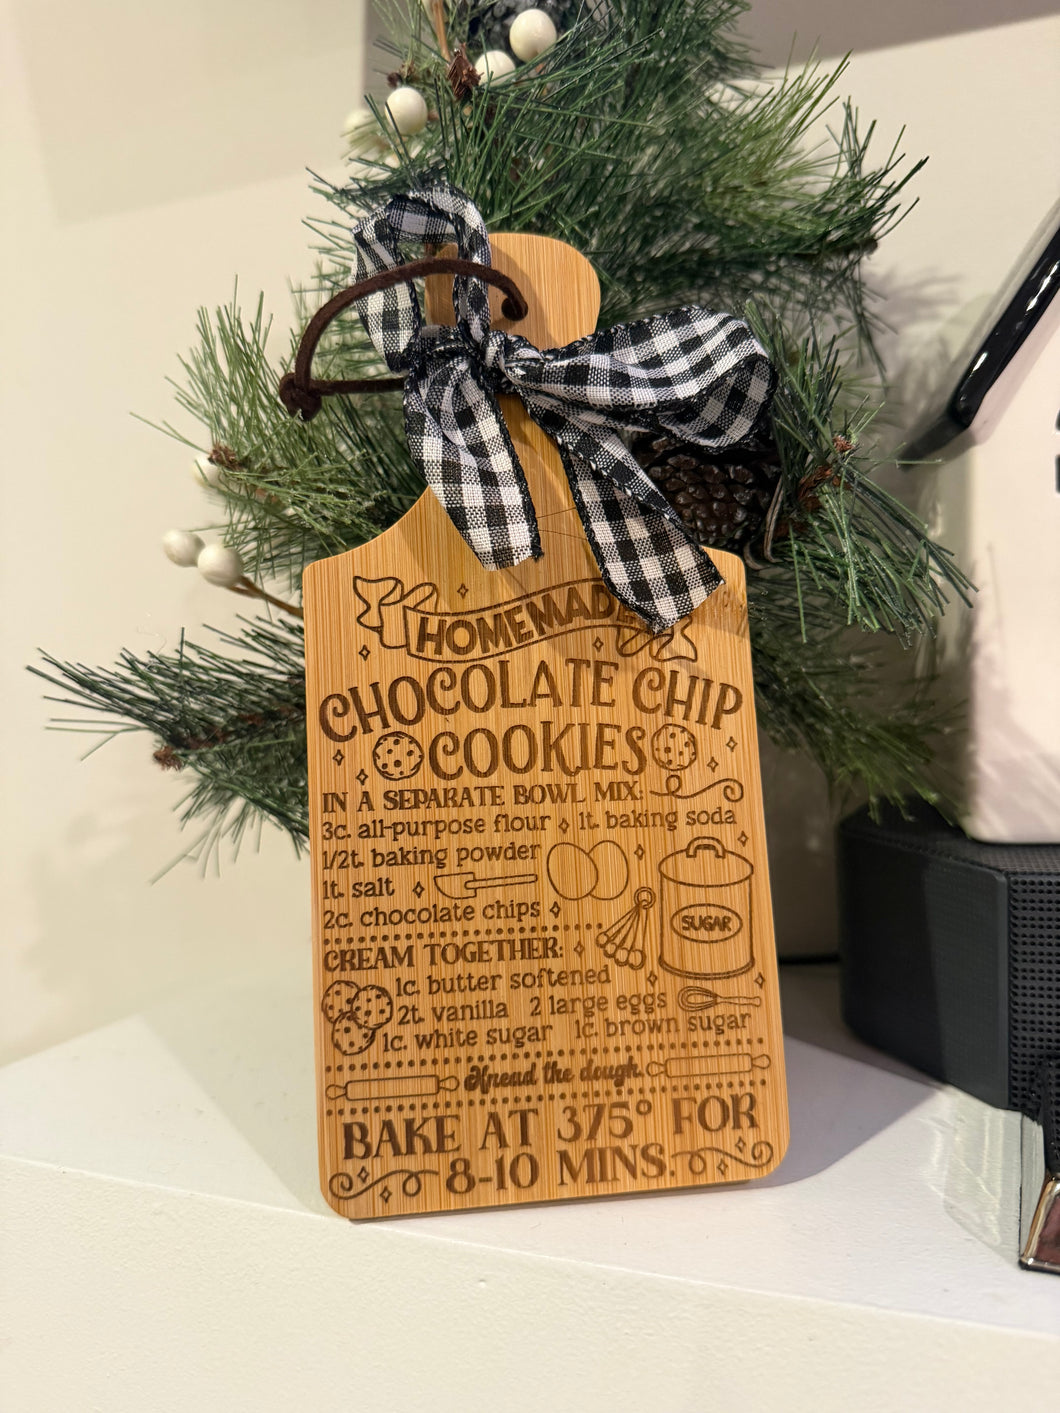 HOMEMADE
CHOCOLATE CHIP
COOKIES
IN A SEPARATE BOWL MIX:
3c. all-purpose flour 1t. baking soda
1/2t. baking powder
1t. salt
2c. chocolate chips
SUGAR
CREAM TOGETHER:
1c. butter softened
2t. vanilla 2 large eggs
1c. white sugar 1c. brown sugar
Knead the dough.
BAKE AT 375° FOR
8-10 MINS.